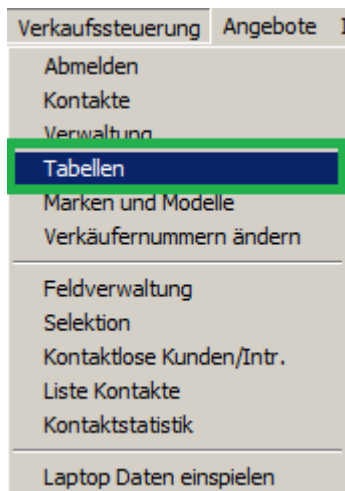 Verkaufssteuerung Angebote
Abmelden
Kontakte
Verwaltung
Tabellen
Marken und Modelle
Verkäufernummern ändern
Feldverwaltung
Selektion
Kontaktlose Kunden/Intr.
Liste Kontakte
Kontaktstatistik
Laptop Daten einspielen